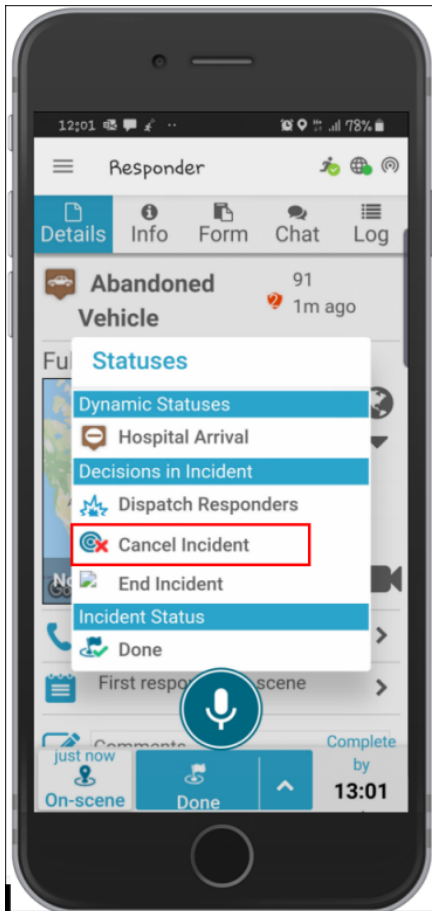 12:01
78%
Responder
Details Info Form Chat Log
Abandoned Vehicle
91
1m ago
Ful
Statuses
Dynamic Statuses
Hospital Arrival
Decisions in Incident
Dispatch Responders
Cancel Incident
End Incident
Incident Status
Done
First respo scene
Comments
just now
On-scene
Done
Complete
by
13:01